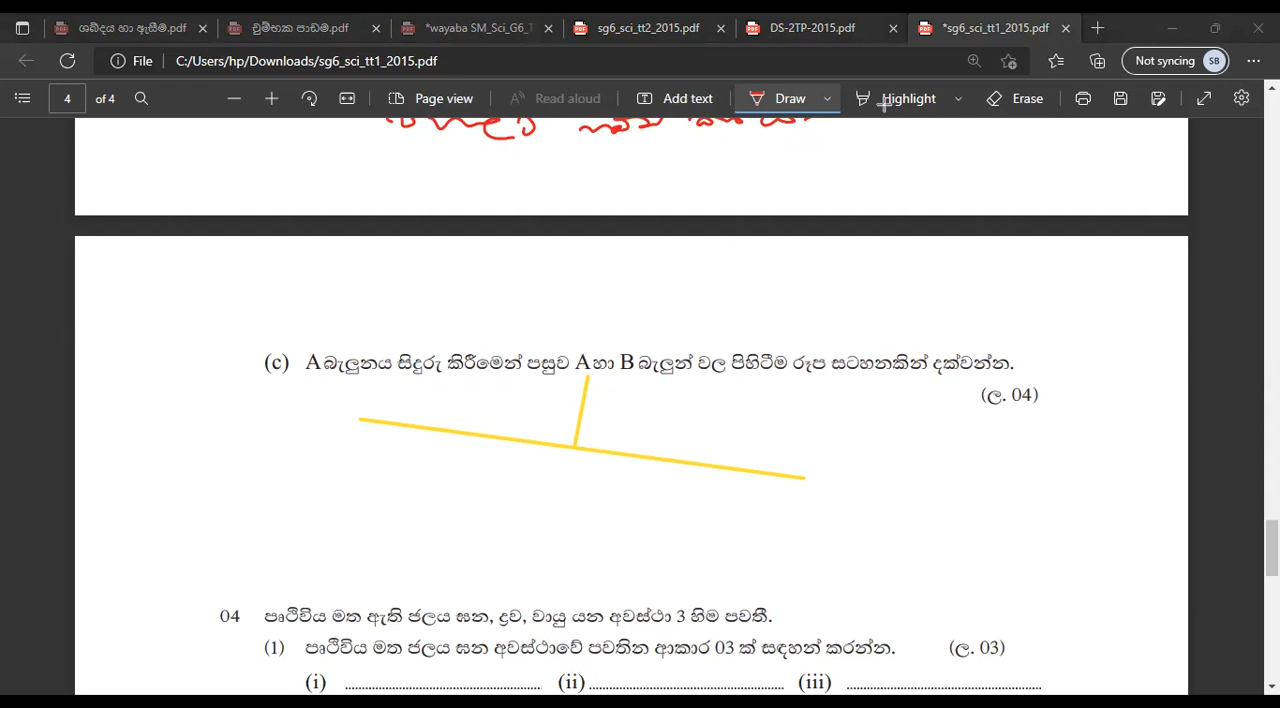 ශබ්දය හා ඇසීම.pdf
චුම්භක පාඩම.pdf
*wayaba SM_Sci_G6_T
sg6_sci_tt2_2015.pdf
DS-2TP-2015.pdf
*sg6_sci_tt1_2015.pdf
File C:/Users/hp/Downloads/sg6_sci_tt1_2015.pdf Not syncing SB
4 of 4 Page view Read aloud Add text Draw Highlight Erase
(c) A බැලුනය සිදුරු කිරීමෙන් පසුව A හා B බැලුන් වල පිහිටීම රූප සටහනකින් දක්වන්න.
(ල. 04)
04 පෘථිවිය මත ඇති ජලය ඝන, ද්‍රව, වායු යන අවස්ථා 3 හිම පවතී.
(1) පෘථිවිය මත ජලය ඝන අවස්ථාවේ පවතින ආකාර 03 ක් සඳහන් කරන්න. (ල. 03)
(i) .................... (ii) .................... (iii) ....................